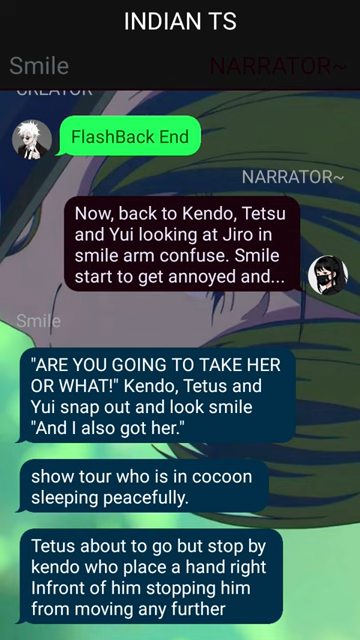 INDIAN TS
Smile
NARRATOR~
CREATOR
FlashBack End
NARRATOR~
Now, back to Kendo, Tetsu
and Yui looking at Jiro in
smile arm confuse. Smile
start to get annoyed and...
Smile
"ARE YOU GOING TO TAKE HER
OR WHAT!" Kendo, Tetus and
Yui snap out and look smile
"And I also got her."
show tour who is in cocoon
sleeping peacefully.
Tetus about to go but stop by
kendo who place a hand right
Infront of him stopping him
from moving any further